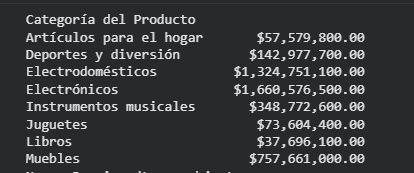 Categoría del Producto
Artículos para el hogar $57,579,800.00
Deportes y diversión $142,977,700.00
Electrodomésticos $1,324,751,100.00
Electrónicos $1,660,576,500.00
Instrumentos musicales $348,772,600.00
Juguetes $73,604,400.00
Libros $37,696,100.00
Muebles $757,661,000.00